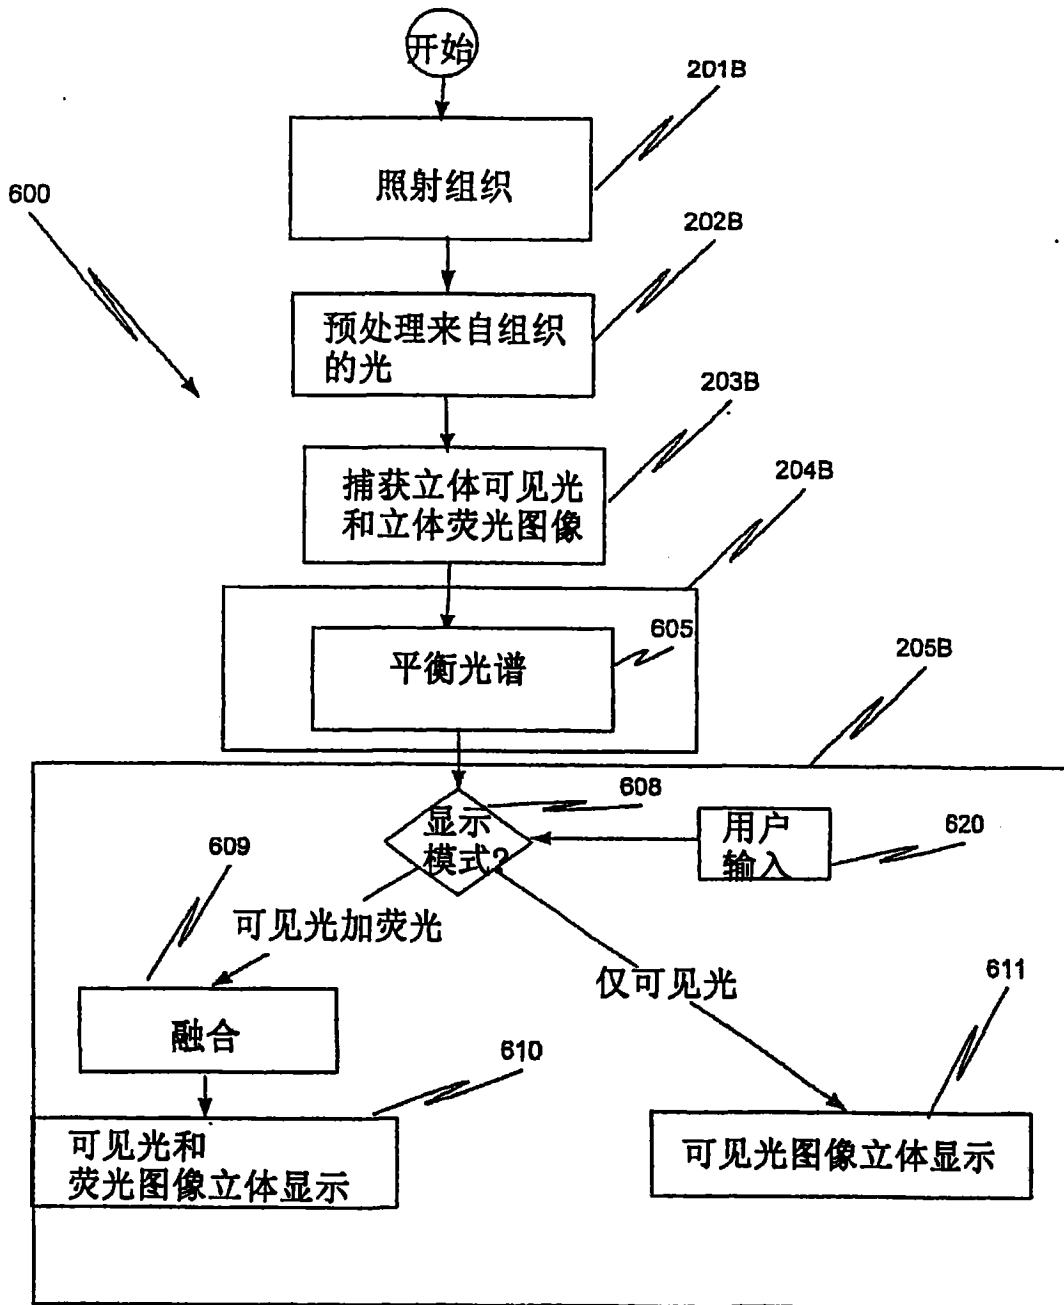 开始
201B
照射组织
600
202B
预处理来自组织
的光
203B
捕获立体可见光
和立体荧光图像
204B
605
平衡光谱
205B
608
显示
模式?
用户
输入
620
609
可见光加荧光
仅可见光
611
融合
610
可见光和
荧光图像立体显示
可见光图像立体显示